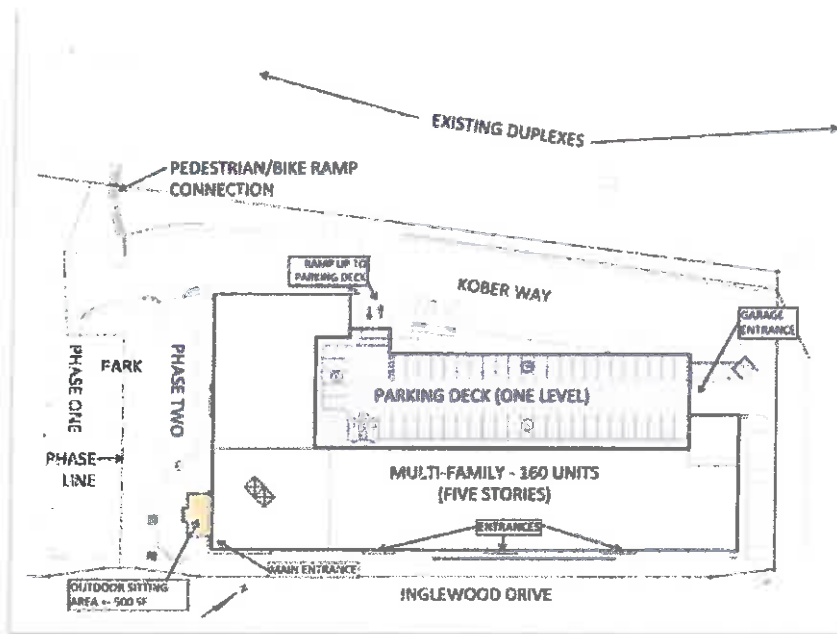 EXISTING DUPLEXES
PEDESTRIAN/BIKE RAMP
CONNECTION
RAMP UP TO
PARKING DECK
KOBER WAY
GARAGE
ENTRANCE
PHASE ONE
PARK
PHASE TWO
PARKING DECK (ONE LEVEL)
PHASE
LINE
MULTI-FAMILY - 160 UNITS
(FIVE STORIES)
ENTRANCES
MAIN ENTRANCE
OUTDOOR SITTING
AREA +- 500 SF
INGLEWOOD DRIVE